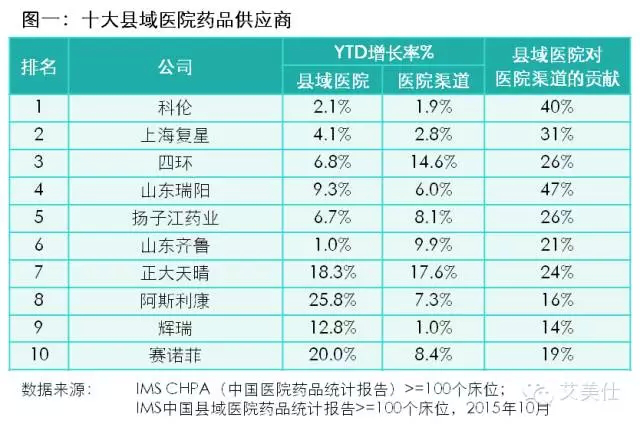 图一：十大县域医院药品供应商
排名 公司 YTD增长率% 县域医院对医院渠道的贡献
县域医院 医院渠道
1 科伦 2.1% 1.9% 40%
2 上海复星 4.1% 2.8% 31%
3 四环 6.8% 14.6% 26%
4 山东瑞阳 9.3% 6.0% 47%
5 扬子江药业 6.7% 8.1% 26%
6 山东齐鲁 1.0% 9.9% 21%
7 正大天晴 18.3% 17.6% 24%
8 阿斯利康 25.8% 7.3% 16%
9 辉瑞 12.8% 1.0% 14%
10 赛诺菲 20.0% 8.4% 19%
数据来源： IMS CHPA（中国医院药品统计报告）>=100个床位；
IMS中国县域医院药品统计报告>=100个床位，2015年10月
艾美仕